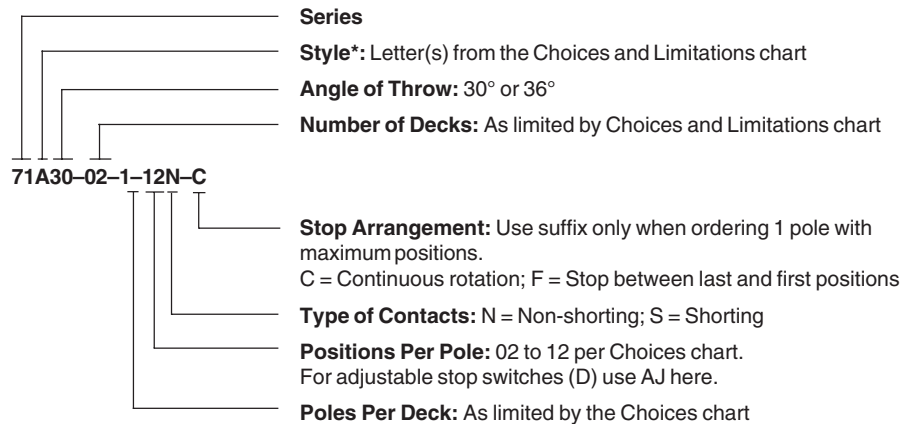 Series
Style*: Letter(s) from the Choices and Limitations chart
Angle of Throw: 30° or 36°
Number of Decks: As limited by Choices and Limitations chart
71A30–02–1–12N–C
Stop Arrangement: Use suffix only when ordering 1 pole with
maximum positions.
C = Continuous rotation; F = Stop between last and first positions
Type of Contacts: N = Non-shorting; S = Shorting
Positions Per Pole: 02 to 12 per Choices chart.
For adjustable stop switches (D) use AJ here.
Poles Per Deck: As limited by the Choices chart